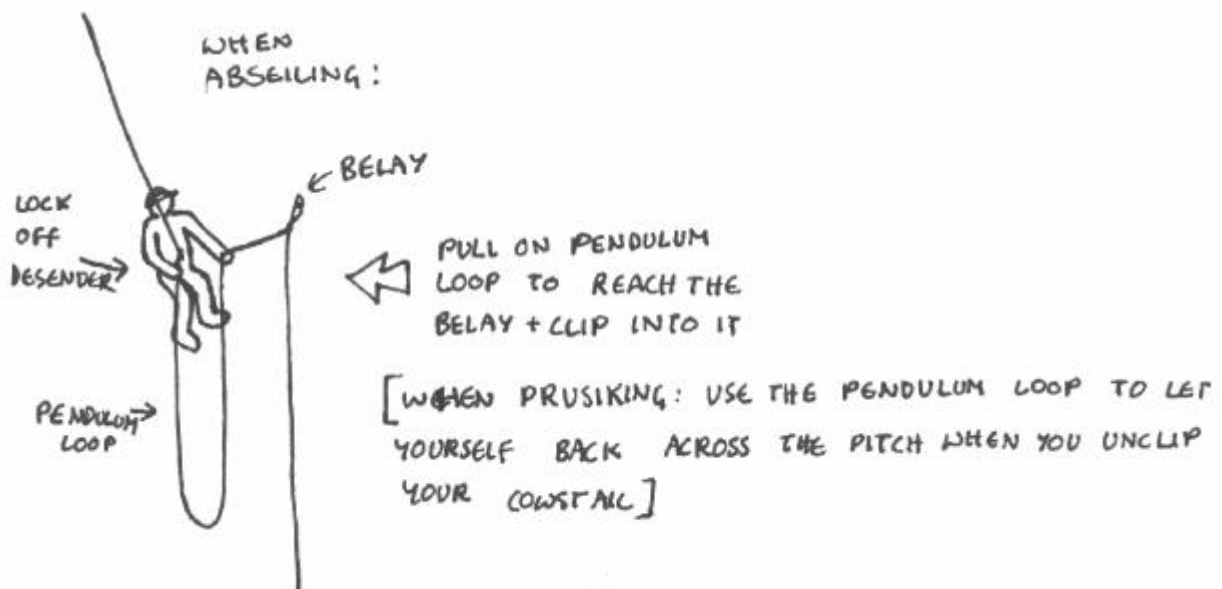 WHEN
ABSEILING:
BELAY
LOCK
OFF
DESENDER
PULL ON PENDULUM
LOOP TO REACH THE
BELAY + CLIP INTO IT
PENDULUM
LOOP
[WHEN PRUSIKING: USE THE PENDULUM LOOP TO LET
YOURSELF BACK ACROSS THE PITCH WHEN YOU UNCLIP
YOUR COWSTAIL]